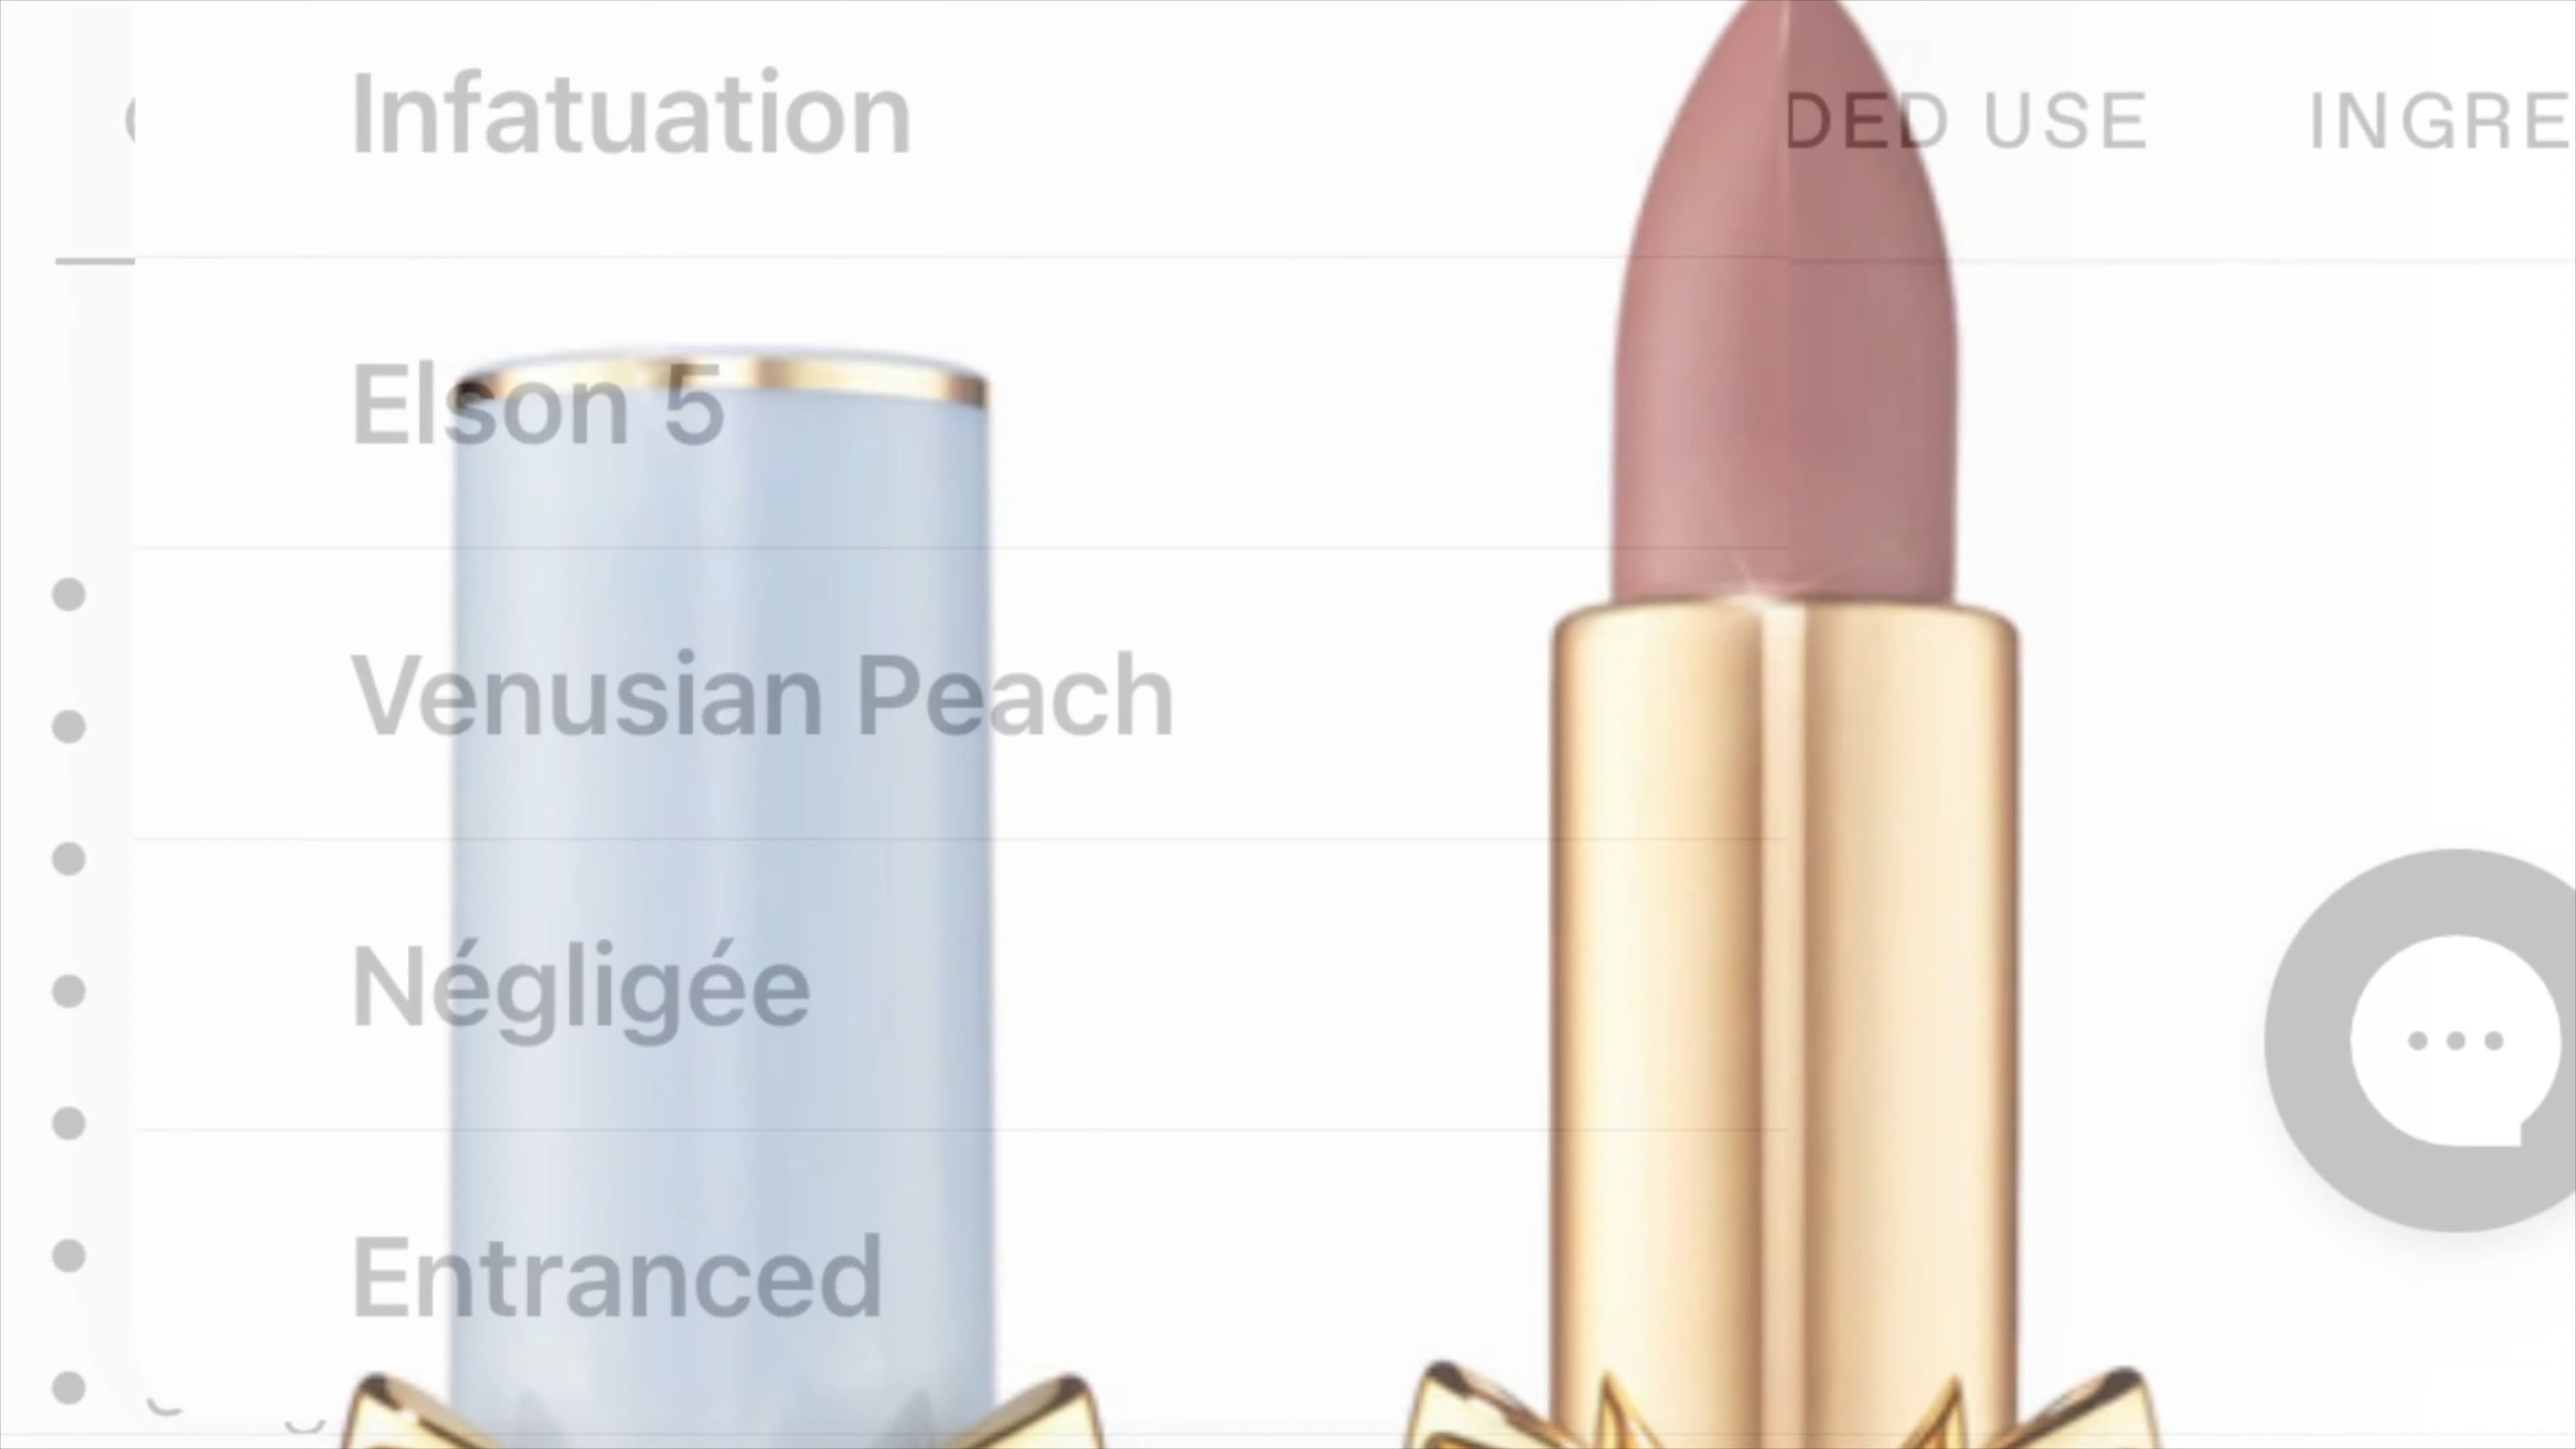 Infatuation
DED USE INGRE
Elson 5
Venusian Peach
Négligée
Entranced